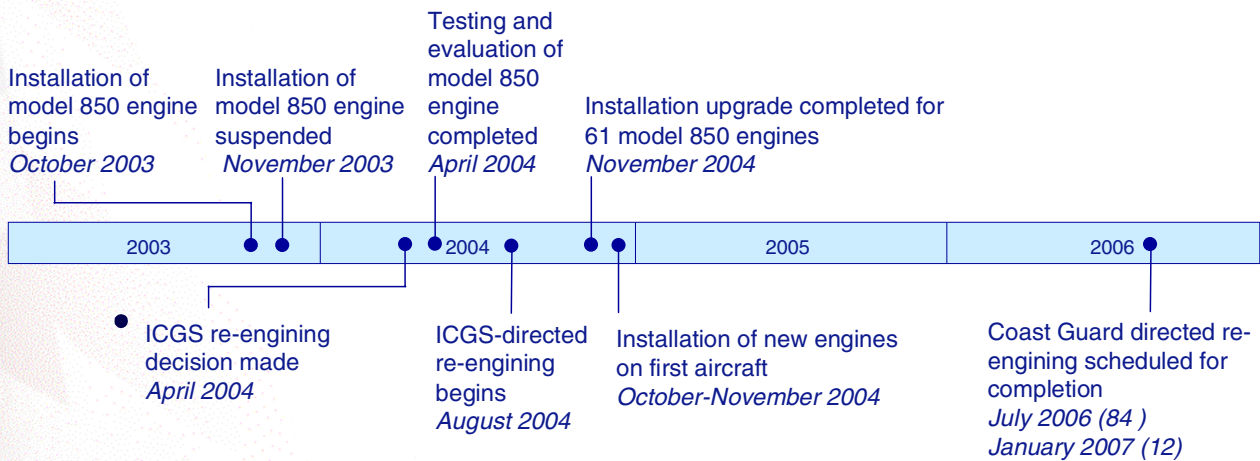 Installation of
model 850 engine
begins
October 2003
Installation of
model 850 engine
suspended
November 2003
Testing and
evaluation of
model 850
engine
completed
April 2004
Installation upgrade completed for
61 model 850 engines
November 2004
2003
2004
2005
2006
ICGS re-engining
decision made
April 2004
ICGS-directed
re-engining
begins
August 2004
Installation of new engines
on first aircraft
October-November 2004
Coast Guard directed re-
engining scheduled for
completion
July 2006 (84 )
January 2007 (12)